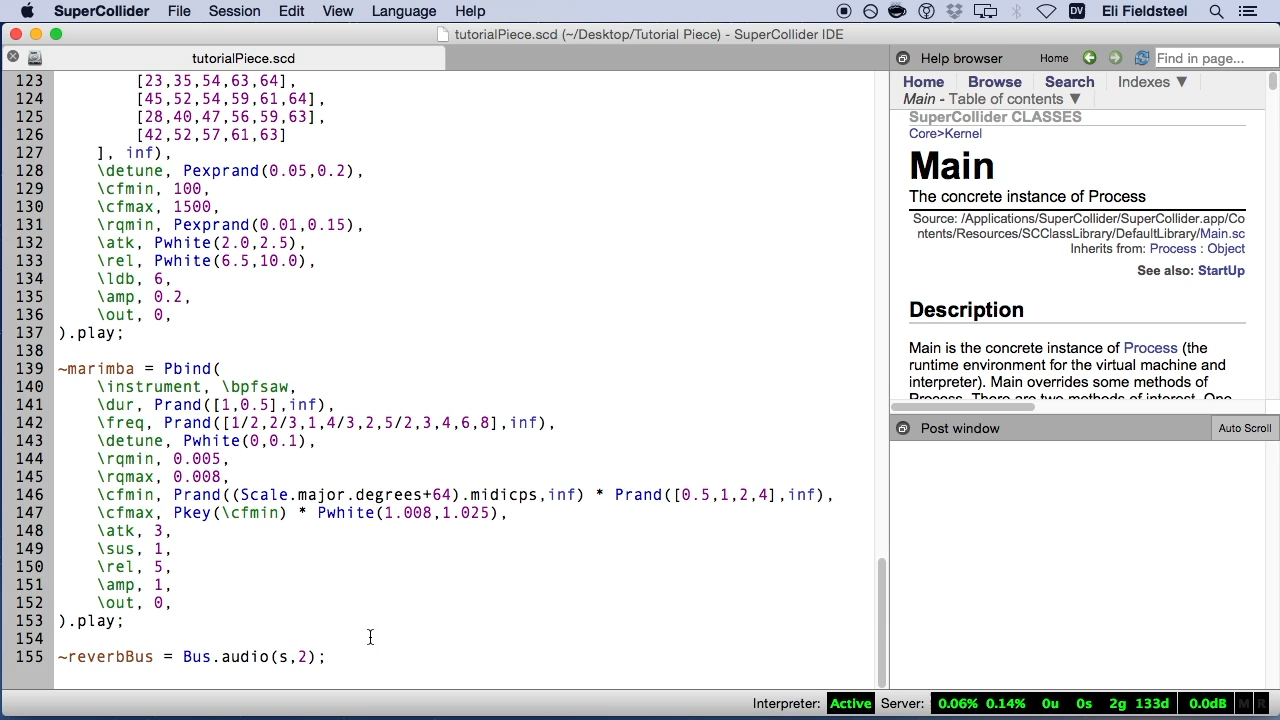 SuperCollider File Session Edit View Language Help DV Eli Fieldsteel
tutorialPiece.scd (~/Desktop/Tutorial Piece) - SuperCollider IDE
tutorialPiece.scd
123 [23,35,54,63,64],
124 [45,52,54,59,61,64],
125 [28,40,47,56,59,63],
126 [42,52,57,61,63]
127 ], inf),
128 \detune, Pexprand(0.05,0.2),
129 \cfmin, 100,
130 \cfmax, 1500,
131 \rqmin, Pexprand(0.01,0.15),
132 \atk, Pwhite(2.0,2.5),
133 \rel, Pwhite(6.5,10.0),
134 \ldb, 6,
135 \amp, 0.2,
136 \out, 0,
137 ).play;
138
139 ~marimba = Pbind(
140 \instrument, \bpfsaw,
141 \dur, Prand([1,0.5],inf),
142 \freq, Prand([1/2,2/3,1,4/3,2,5/2,3,4,6,8],inf),
143 \detune, Pwhite(0,0.1),
144 \rqmin, 0.005,
145 \rqmax, 0.008,
146 \cfmin, Prand((Scale.major.degrees+64).midicps,inf) * Prand([0.5,1,2,4],inf),
147 \cfmax, Pkey(\cfmin) * Pwhite(1.008,1.025),
148 \atk, 3,
149 \sus, 1,
150 \rel, 5,
151 \amp, 1,
152 \out, 0,
153 ).play;
154
155 ~reverbBus = Bus.audio(s,2);
Help browser Home Find in page...
Home Browse Search Indexes ▼
Main - Table of contents ▼
SuperCollider CLASSES
Core>Kernel
Main
The concrete instance of Process
Source: /Applications/SuperCollider/SuperCollider.app/Co
ntents/Resources/SCClassLibrary/DefaultLibrary/Main.sc
Inherits from: Process : Object
See also: StartUp
Description
Main is the concrete instance of Process (the
runtime environment for the virtual machine and
interpreter). Main overrides some methods of
Process. There are two methods of interest. One
Post window Auto Scroll
Interpreter: Active Server: 0.06% 0.14% 0u 0s 2g 133d 0.0dB M R